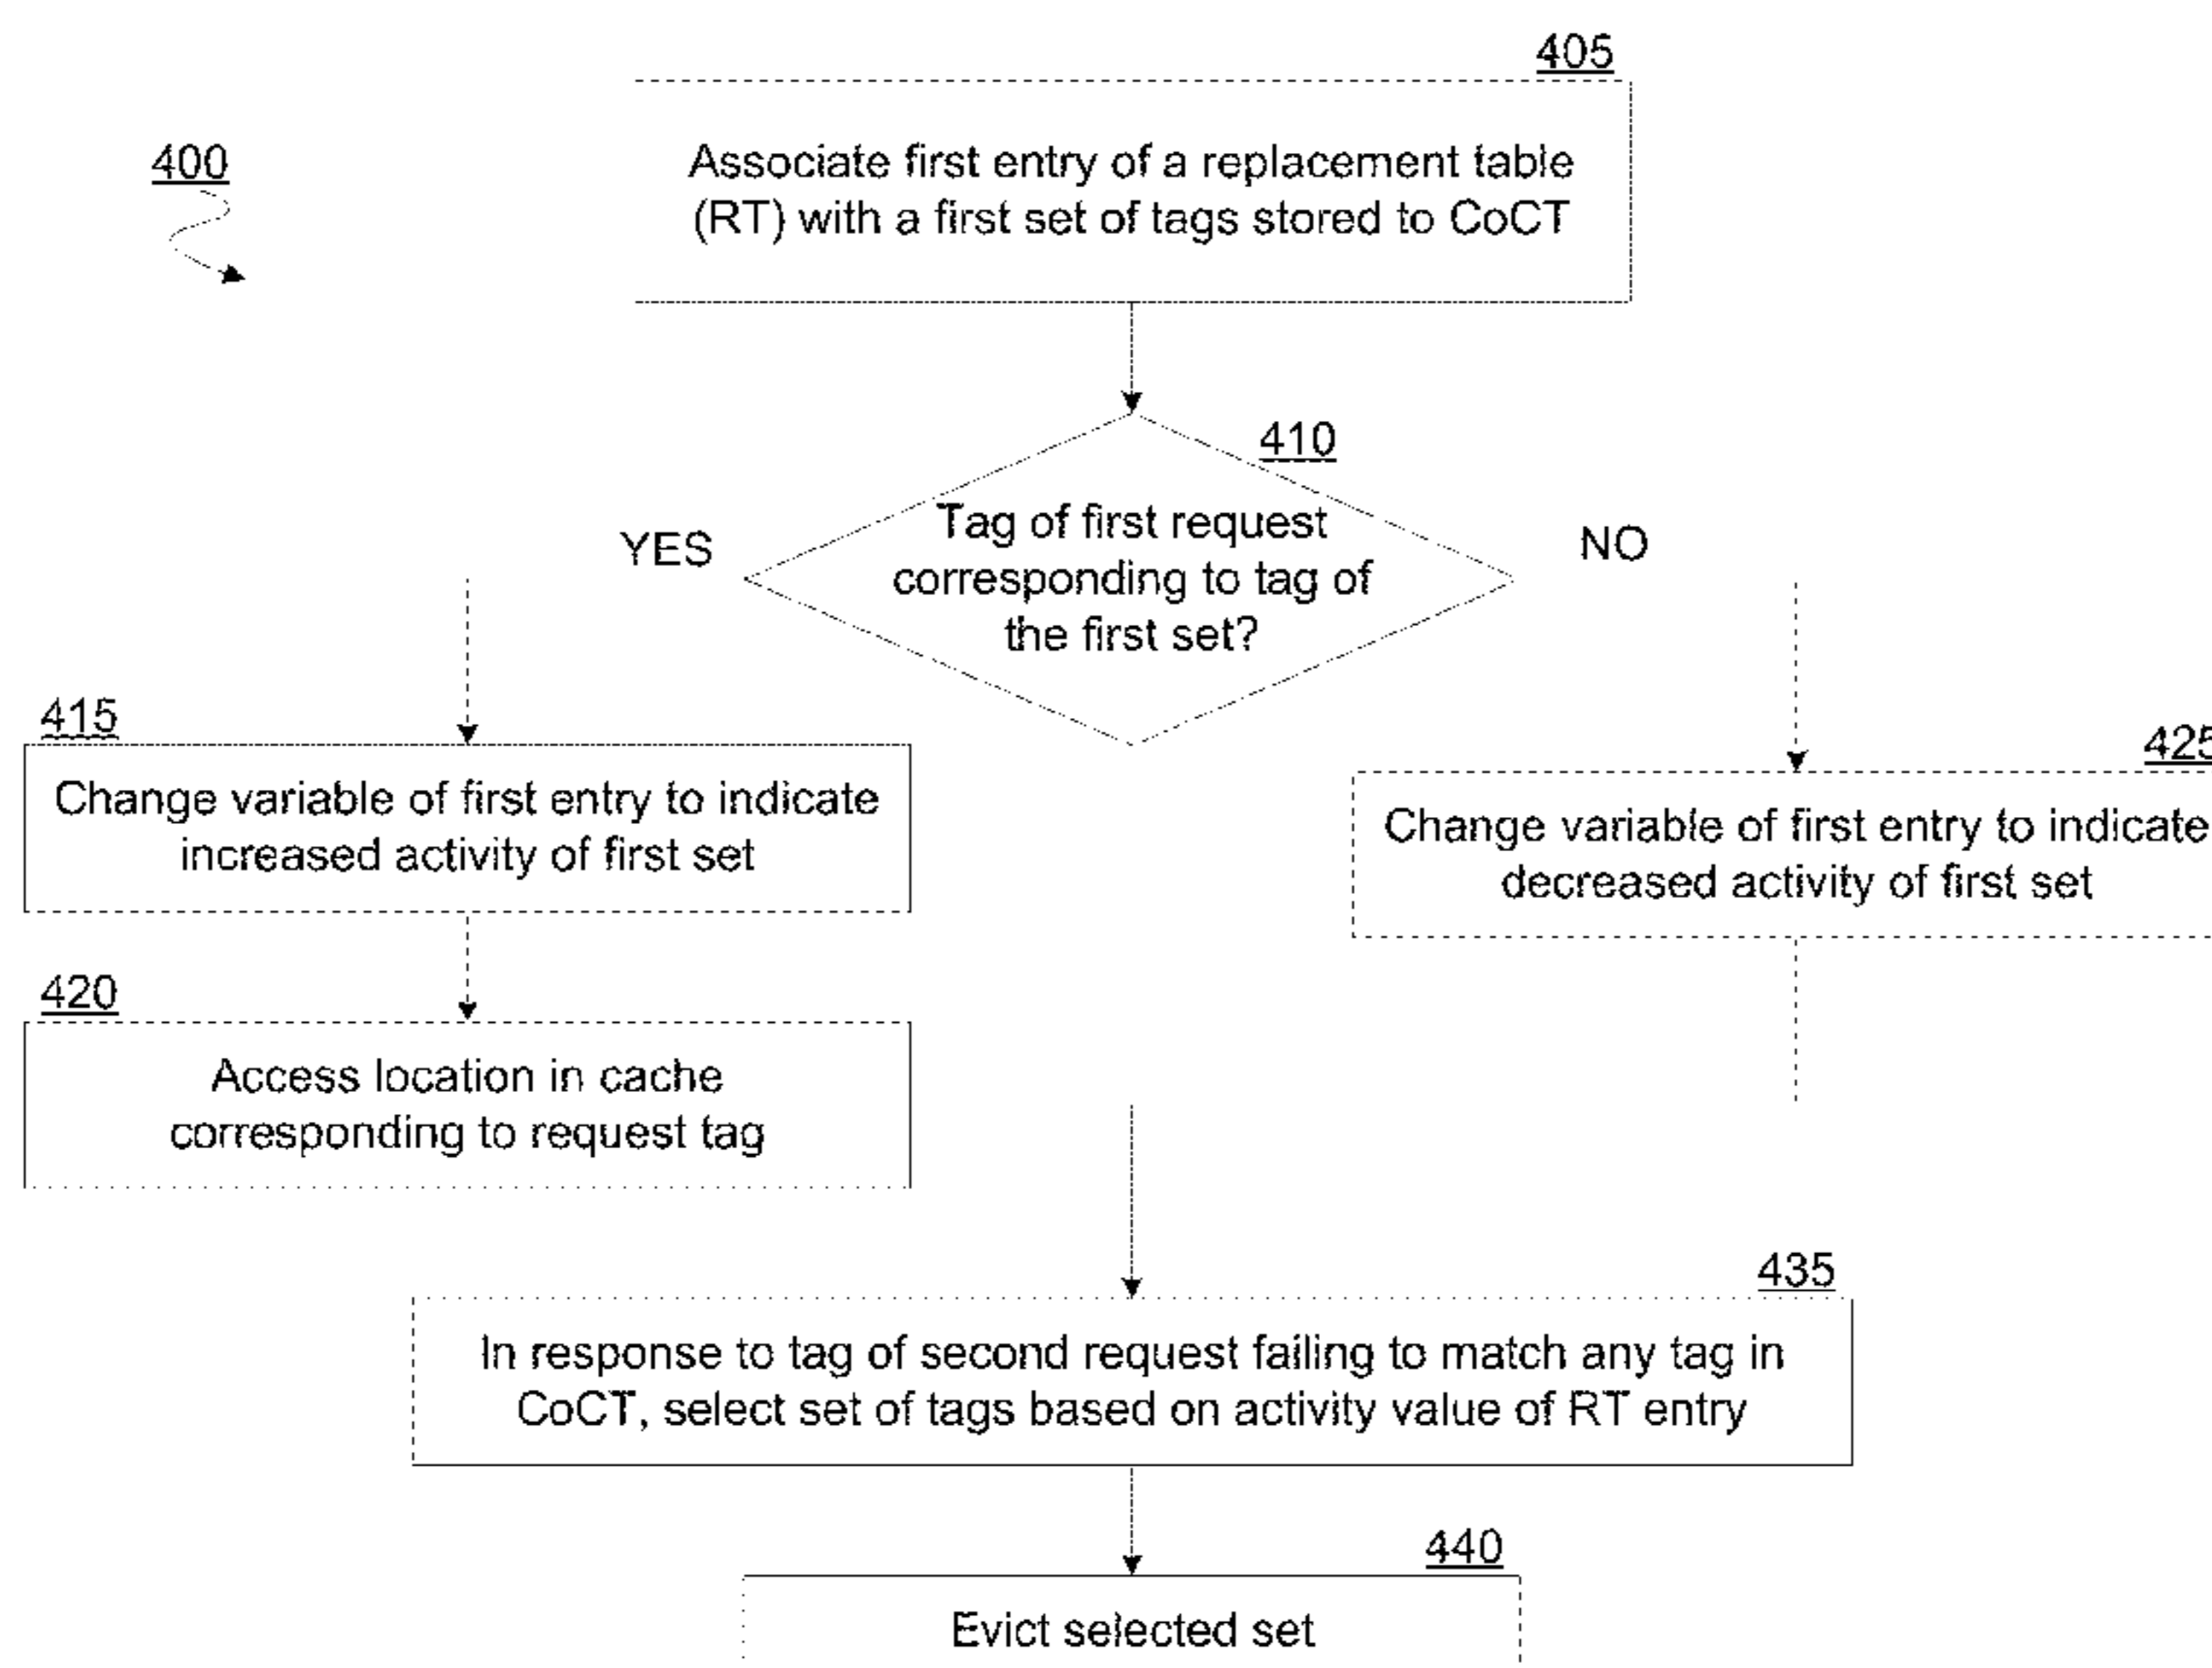 405
400
Associate first entry of a replacement table
(RT) with a first set of tags stored to CoCT
410
Tag of first request
corresponding to tag of
the first set?
YES
NO
415
Change variable of first entry to indicate
increased activity of first set
425
Change variable of first entry to indicate
decreased activity of first set
420
Access location in cache
corresponding to request tag
435
In response to tag of second request failing to match any tag in
CoCT, select set of tags based on activity value of RT entry
440
Evict selected set